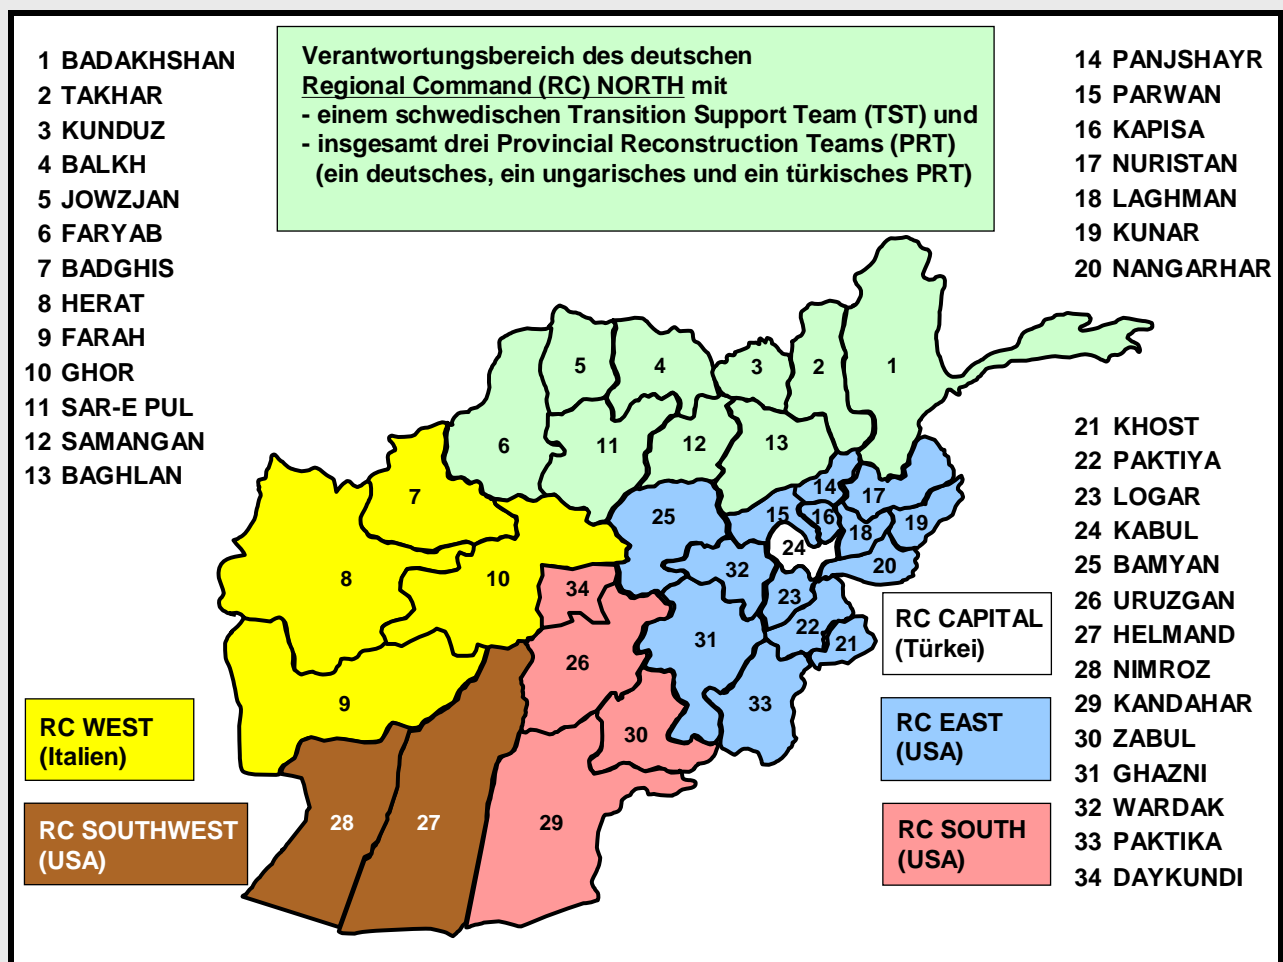 1 BADAKHSHAN
2 TAKHAR
3 KUNDUZ
4 BALKH
5 JOWZJAN
6 FARYAB
7 BADGHIS
8 HERAT
9 FARAH
10 GHOR
11 SAR-E PUL
12 SAMANGAN
13 BAGHLAN
Verantwortungsbereich des deutschen
Regional Command (RC) NORTH mit
- einem schwedischen Transition Support Team (TST) und
- insgesamt drei Provincial Reconstruction Teams (PRT)
(ein deutsches, ein ungarisches und ein türkisches PRT)
14 PANJSHAYR
15 PARWAN
16 KAPISA
17 NURISTAN
18 LAGHMAN
19 KUNAR
20 NANGARHAR
21 KHOST
22 PAKTIYA
23 LOGAR
24 KABUL
25 BAMYAN
26 URUZGAN
27 HELMAND
28 NIMROZ
29 KANDAHAR
30 ZABUL
31 GHAZNI
32 WARDAK
33 PAKTIKA
34 DAYKUNDI
5
4
3
2
1
6
11
12
13
7
25
15
14
16
17
18
19
24
20
8
10
34
32
23
22
21
31
26
9
30
33
28
27
29
RC CAPITAL
(Türkei)
RC WEST
(Italien)
RC EAST
(USA)
RC SOUTHWEST
(USA)
RC SOUTH
(USA)